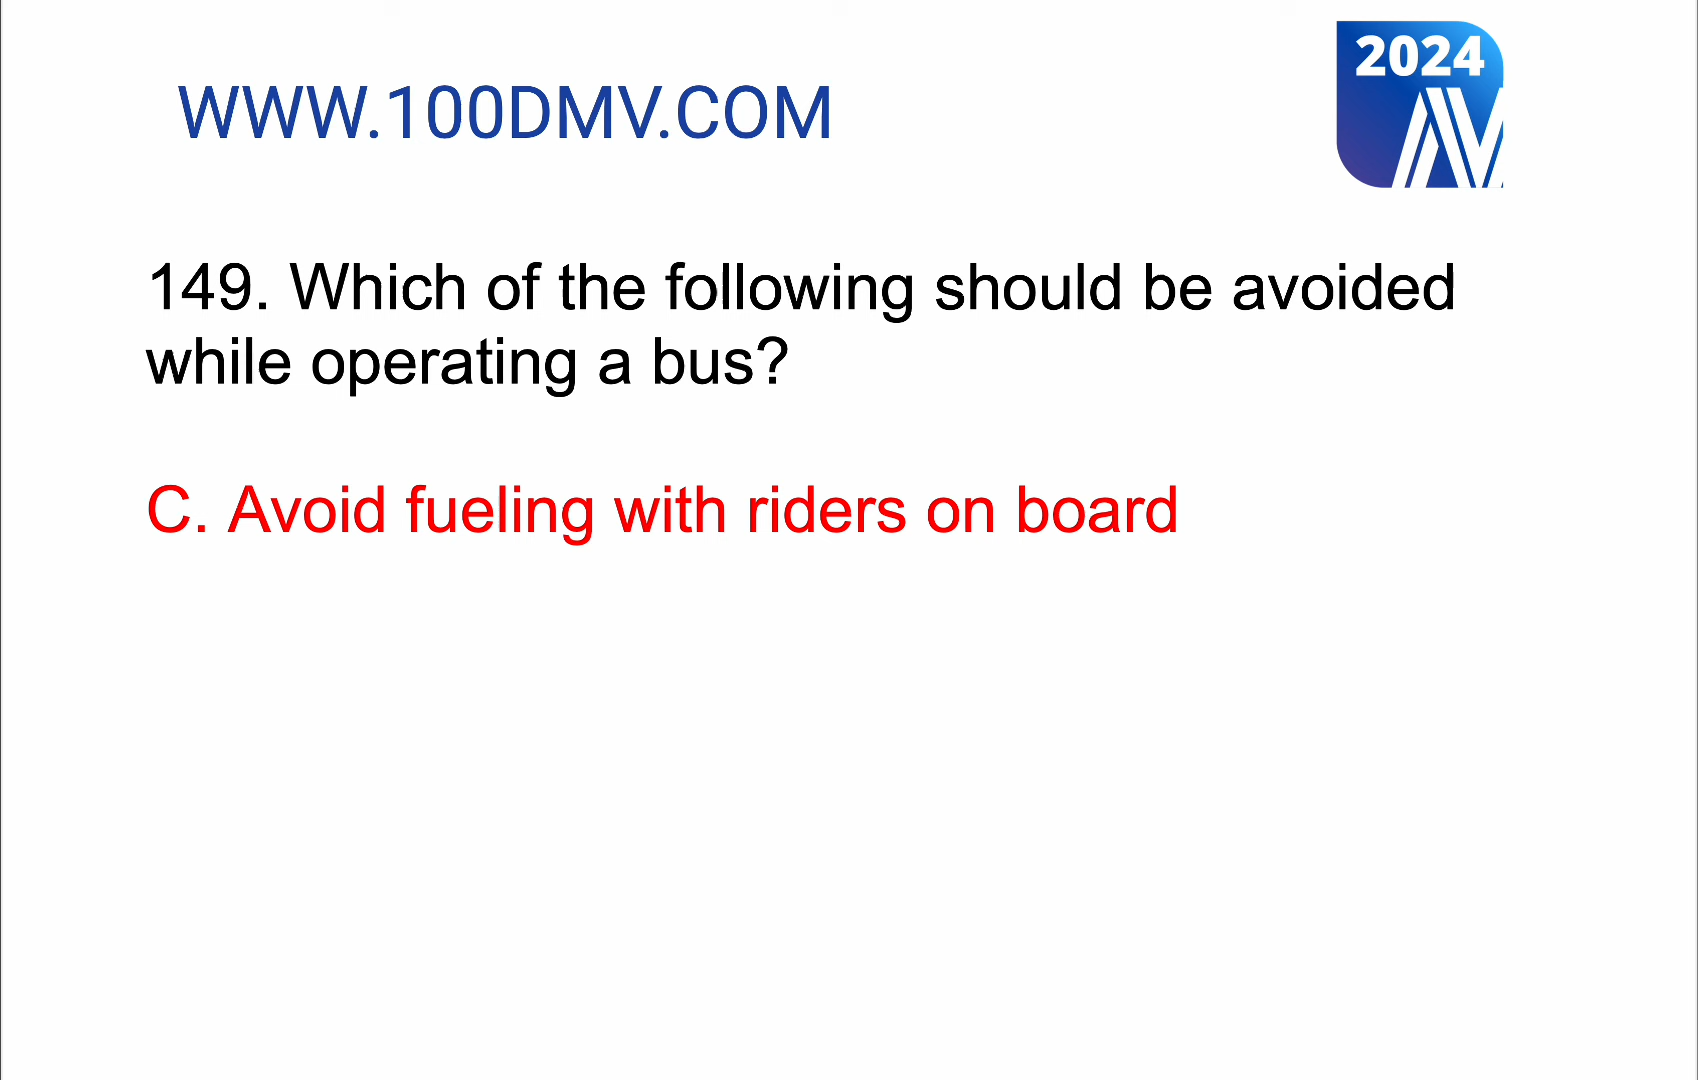 WWW.100DMV.COM
2024
AV
149. Which of the following should be avoided
while operating a bus?
C. Avoid fueling with riders on board